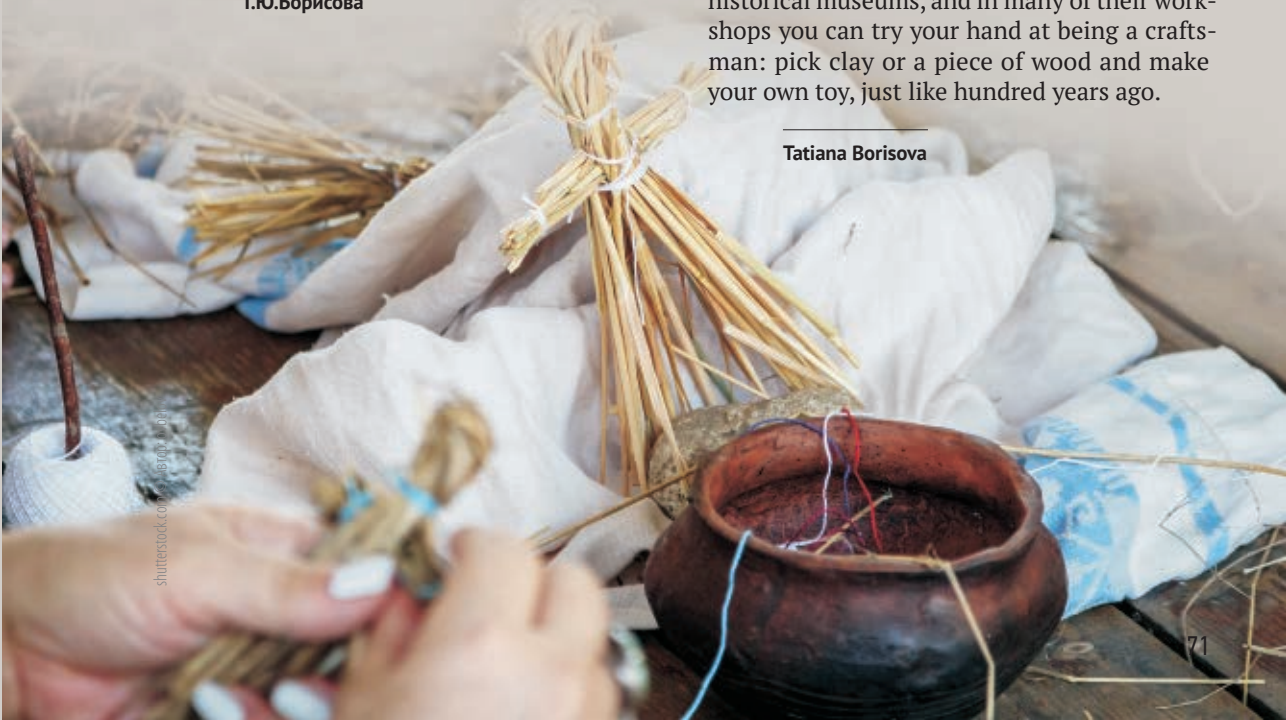 Т.Ю.Борисова
historical museums, and in many of their work-
shops you can try your hand at being a crafts-
man: pick clay or a piece of wood and make
your own toy, just like hundred years ago.
Tatiana Borisova
71